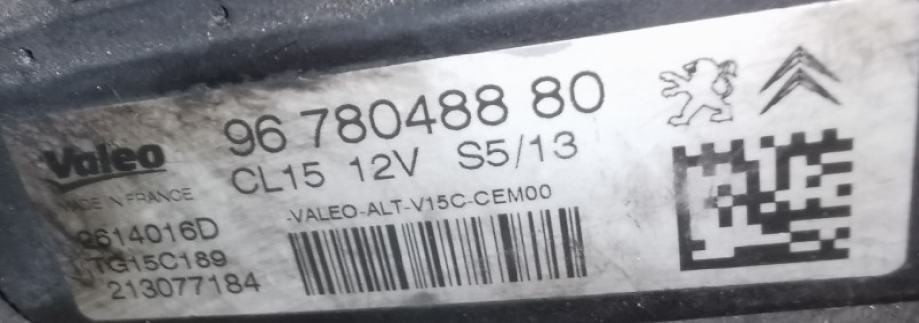 96 780488 80
Valeo
CL15 12V S5/13
MADE IN FRANCE
-VALEO-ALT-V15C-CEM00
2614016D
TG15C189
213077184